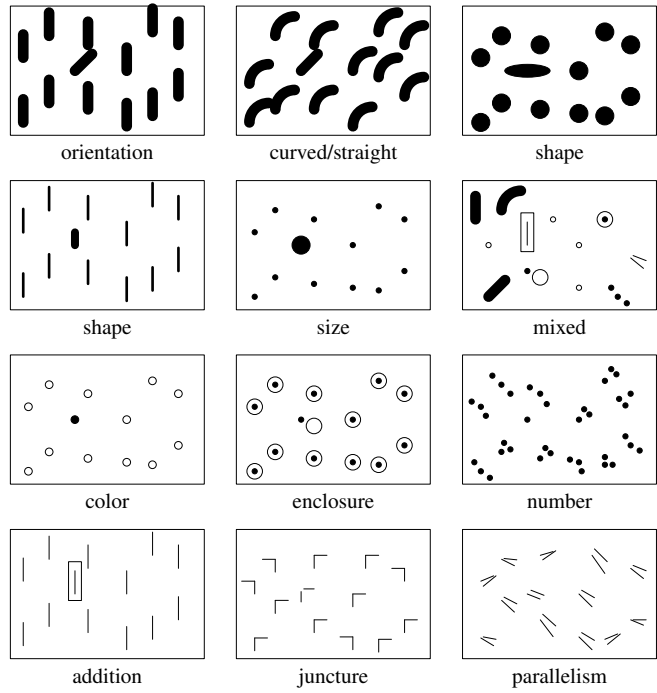 orientation
curved/straight
shape
shape
size
mixed
color
enclosure
number
addition
juncture
parallelism